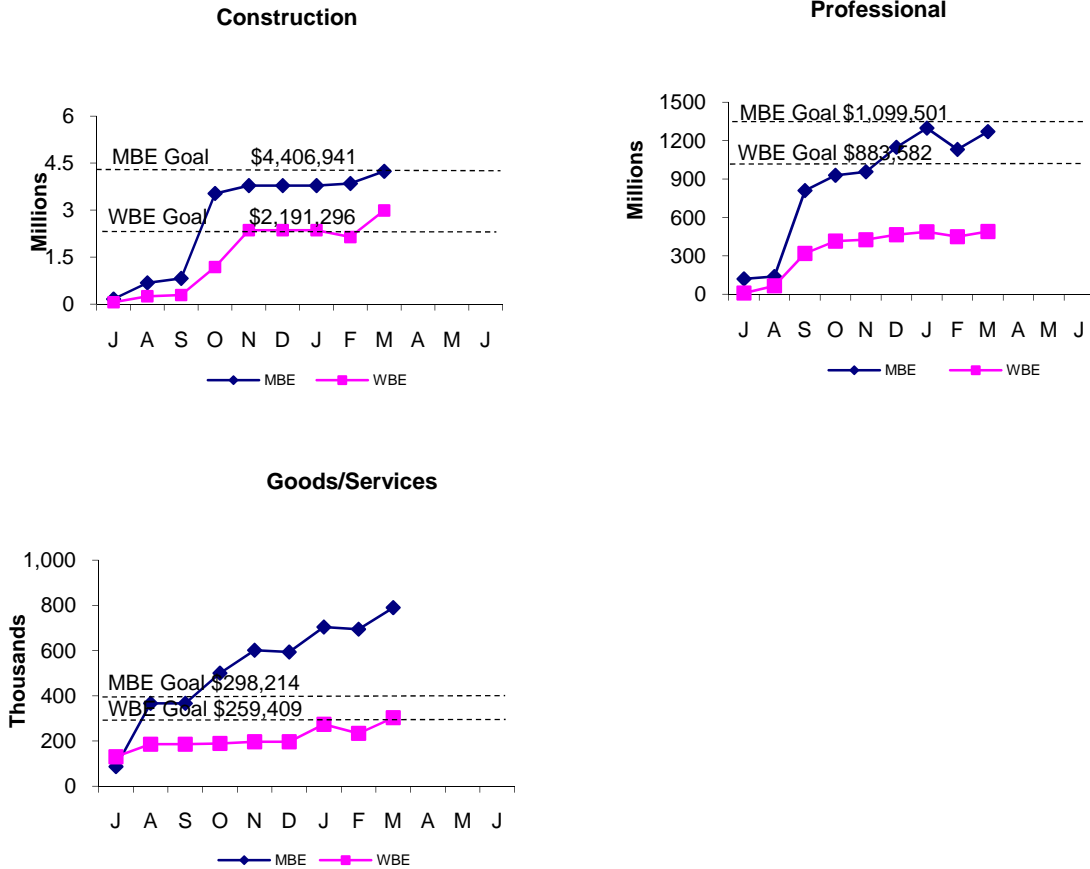 Construction
Millions
6
4.5
3
1.5
0
MBE Goal $4,406,941
WBE Goal $2,191,296
J A S O N D J F M A M J
MBE WBE
Professional
Millions
1500
1200
900
600
300
0
MBE Goal $1,099,501
WBE Goal $883,582
J A S O N D J F M A M J
MBE WBE
Goods/Services
Thousands
1,000
800
600
400
200
0
MBE Goal $298,214
WBE Goal $259,409
J A S O N D J F M A M J
MBE WBE